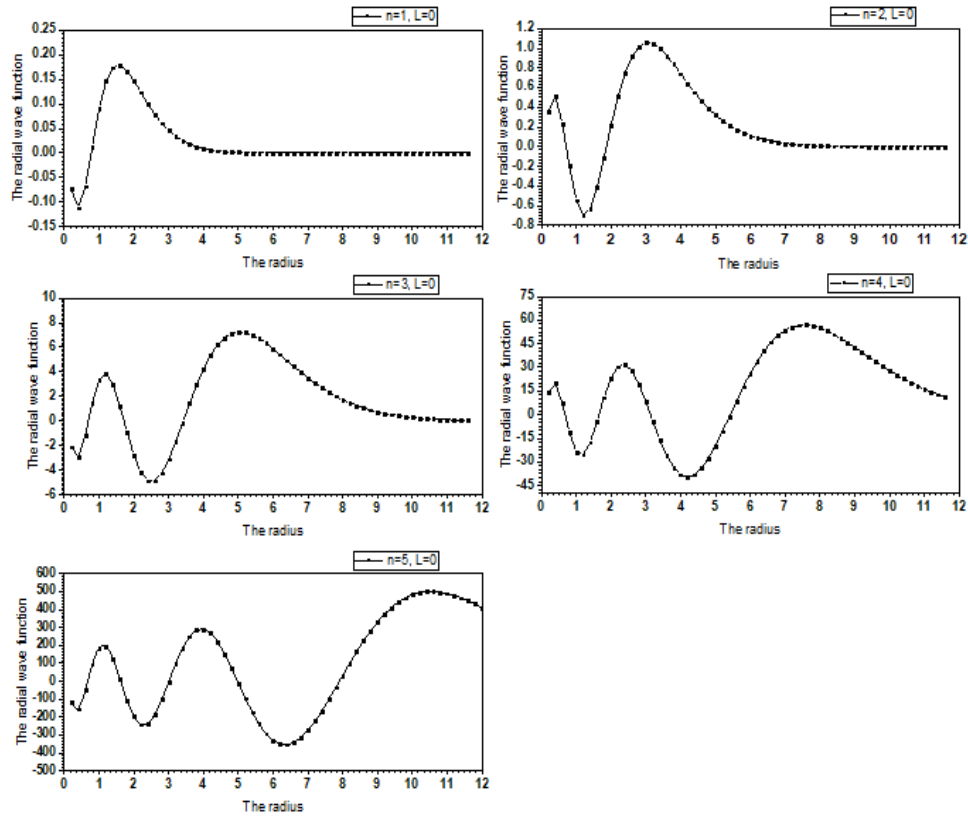 n=1, L=0
The radial wave function
0.25
0.20
0.15
0.10
0.05
0.00
-0.05
-0.10
-0.15
0 1 2 3 4 5 6 7 8 9 10 11 12
The radius
n=2, L=0
The radial wave function
1.2
1.0
0.8
0.6
0.4
0.2
0.0
-0.2
-0.4
-0.6
-0.8
0 1 2 3 4 5 6 7 8 9 10 11 12
The raduis
n=3, L=0
The radial wave function
10
8
6
4
2
0
-2
-4
-6
0 1 2 3 4 5 6 7 8 9 10 11 12
The radius
n=4, L=0
The radial wave function
75
60
45
30
15
0
-15
-30
-45
0 1 2 3 4 5 6 7 8 9 10 11 12
The radius
n=5, L=0
The radial wave function
600
500
400
300
200
100
0
-100
-200
-300
-400
-500
0 1 2 3 4 5 6 7 8 9 10 11 12
The radius